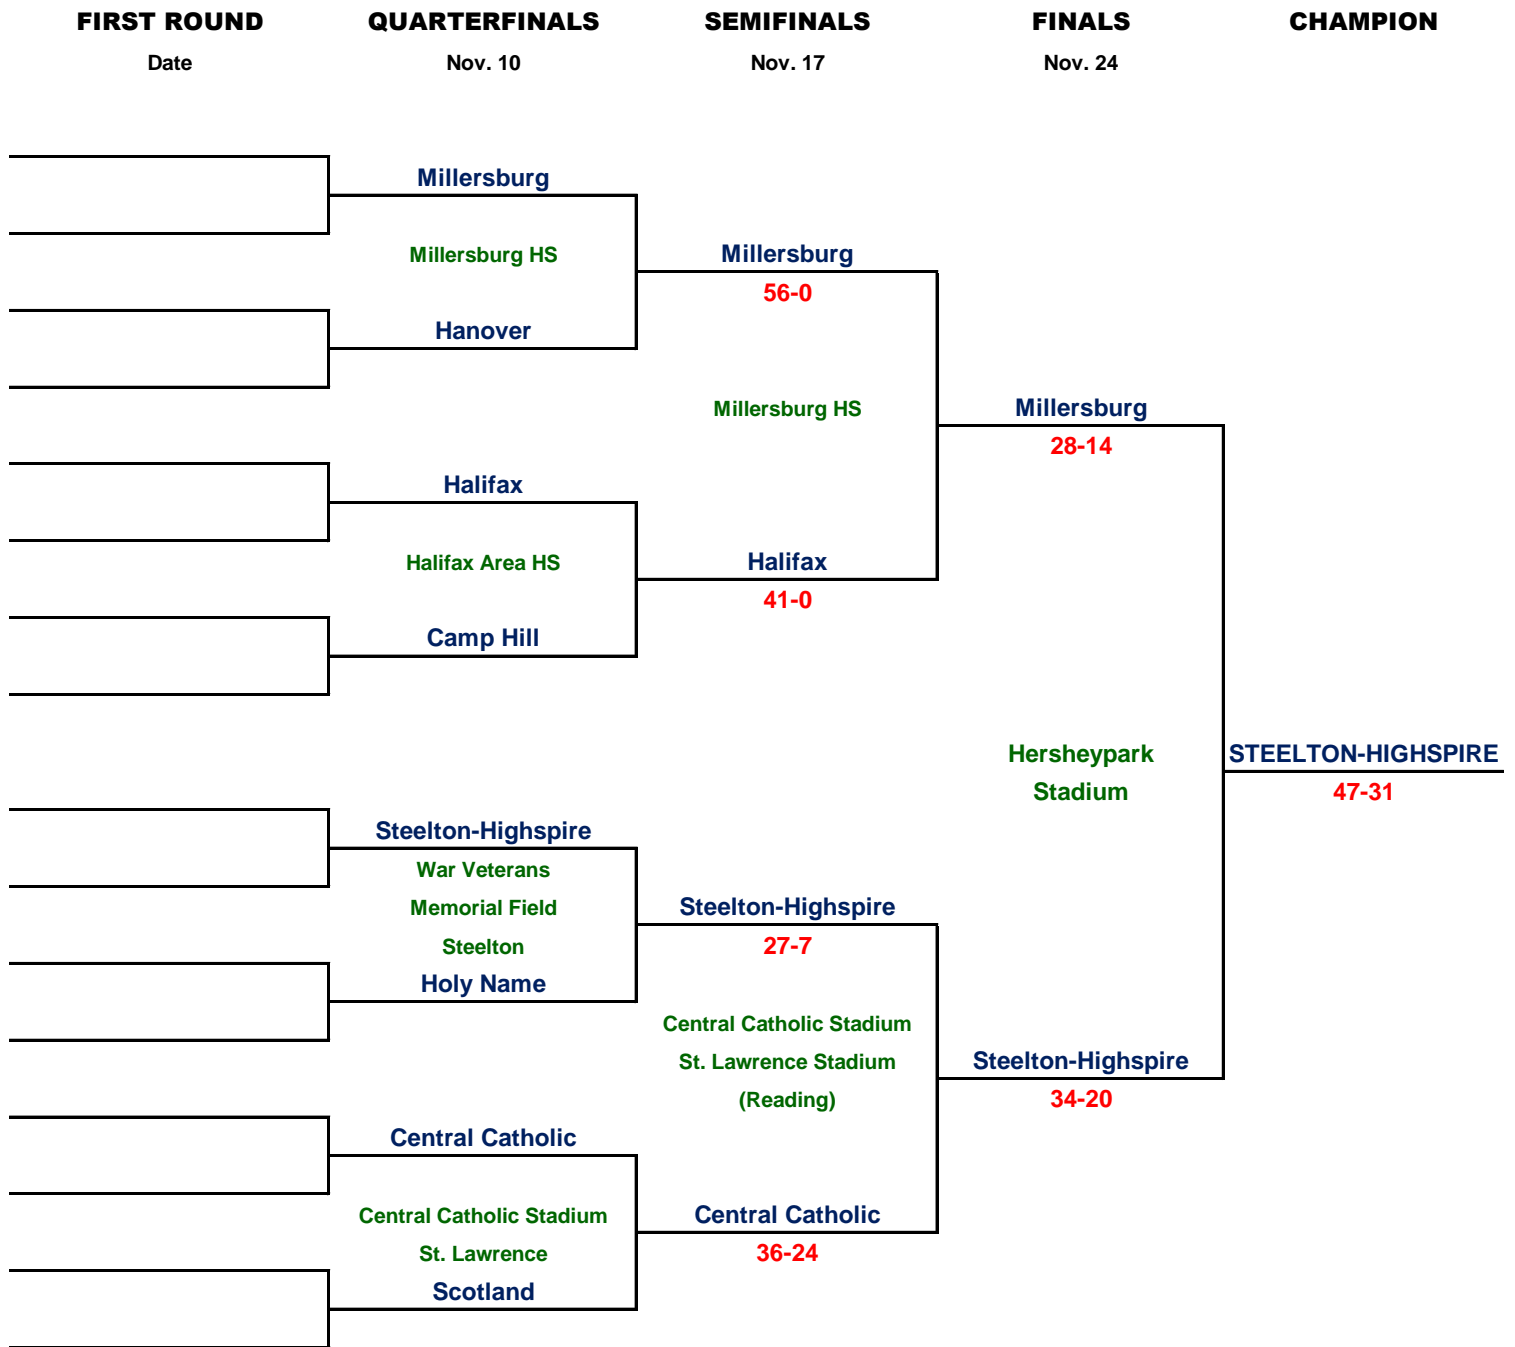 FIRST ROUND QUARTERFINALS SEMIFINALS FINALS CHAMPION
Date Nov. 10 Nov. 17 Nov. 24
Millersburg
Millersburg HS Millersburg
56-0
Hanover
Millersburg HS Millersburg
28-14
Halifax
Halifax Area HS Halifax
41-0
Camp Hill
Hersheypark STEELTON-HIGHSPIRE
Stadium 47-31
Steelton-Highspire
War Veterans
Memorial Field Steelton-Highspire
Steelton 27-7
Holy Name
Central Catholic Stadium
St. Lawrence Stadium Steelton-Highspire
(Reading) 34-20
Central Catholic
Central Catholic Stadium Central Catholic
St. Lawrence 36-24
Scotland